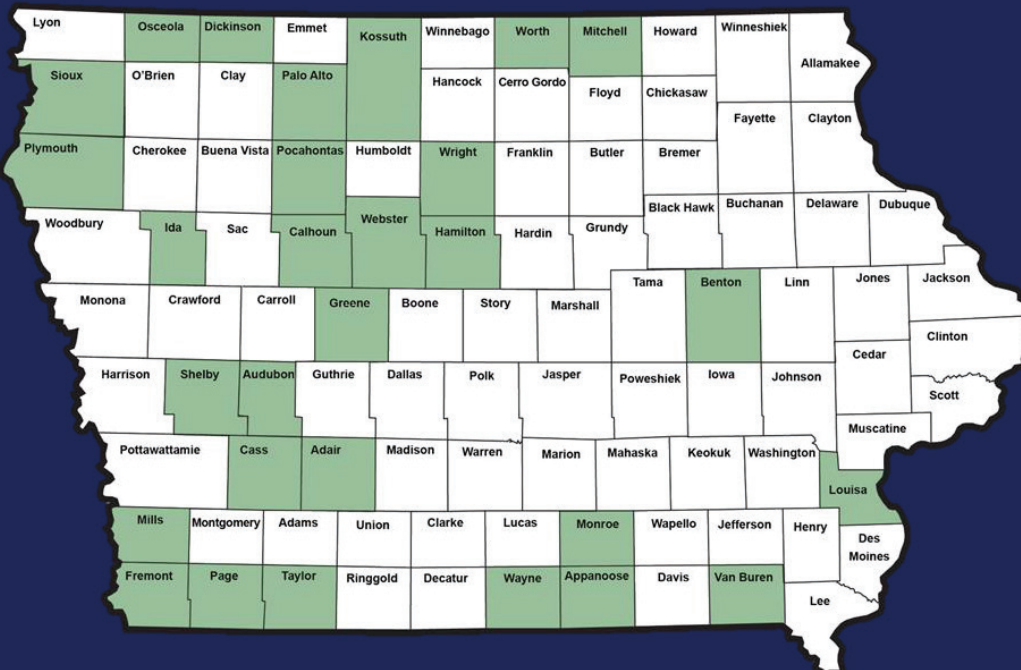 Lyon
Osceola
Dickinson
Emmet
Kossuth
Winnebago
Worth
Mitchell
Howard
Winneshiek
Allamakee
Sioux
O'Brien
Clay
Palo Alto
Hancock
Cerro Gordo
Floyd
Chickasaw
Fayette
Clayton
Plymouth
Cherokee
Buena Vista
Pocahontas
Humboldt
Wright
Franklin
Butler
Bremer
Woodbury
Ida
Sac
Calhoun
Webster
Hamilton
Hardin
Grundy
Black Hawk
Buchanan
Delaware
Dubuque
Monona
Crawford
Carroll
Greene
Boone
Story
Marshall
Tama
Benton
Linn
Jones
Jackson
Clinton
Cedar
Harrison
Shelby
Audubon
Guthrie
Dallas
Polk
Jasper
Poweshiek
Iowa
Johnson
Scott
Muscatine
Pottawattamie
Cass
Adair
Madison
Warren
Marion
Mahaska
Keokuk
Washington
Louisa
Mills
Montgomery
Adams
Union
Clarke
Lucas
Monroe
Wapello
Jefferson
Henry
Des
Moines
Fremont
Page
Taylor
Ringgold
Decatur
Wayne
Appanoose
Davis
Van Buren
Lee